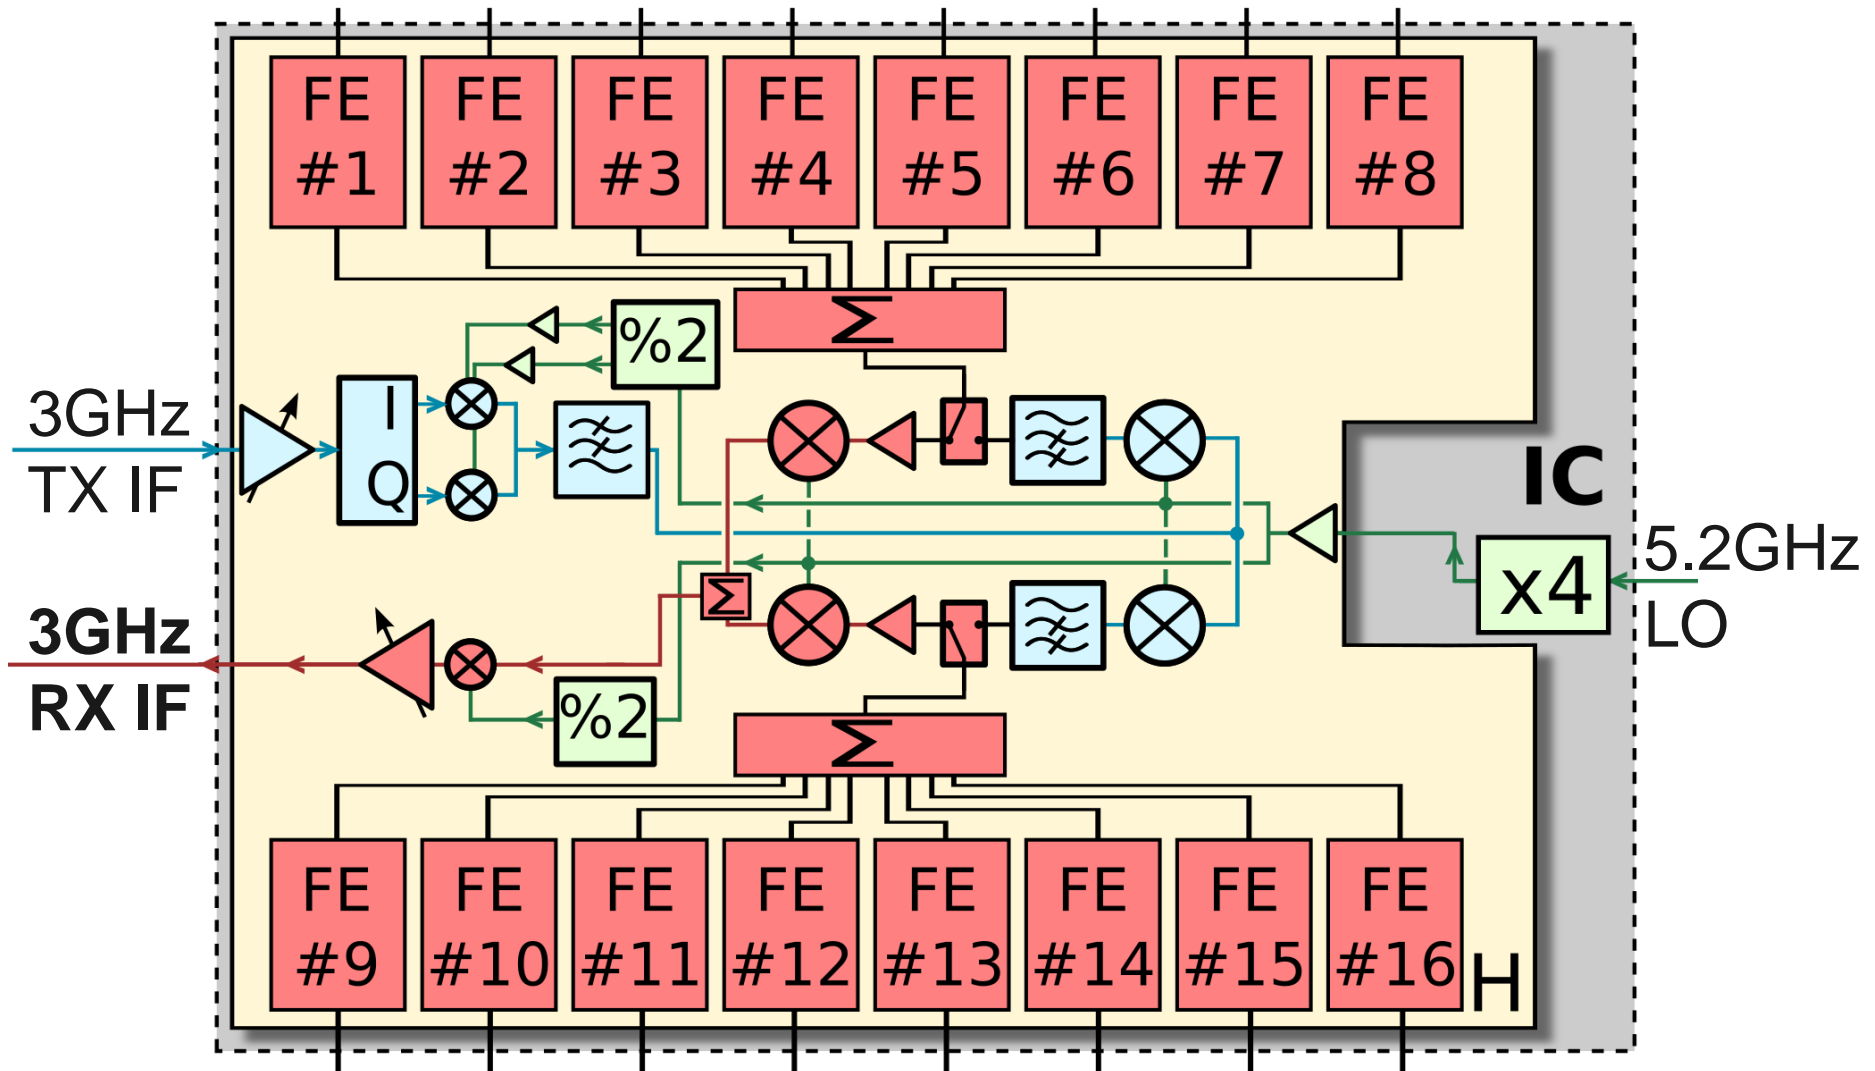 FE
#1
FE
#2
FE
#3
FE
#4
FE
#5
FE
#6
FE
#7
FE
#8
Σ
%2
3GHz
TX IF
I
Q
IC
5.2GHz
LO
x4
Σ
3GHz
RX IF
%2
Σ
FE
#9
FE
#10
FE
#11
FE
#12
FE
#13
FE
#14
FE
#15
FE
#16
H